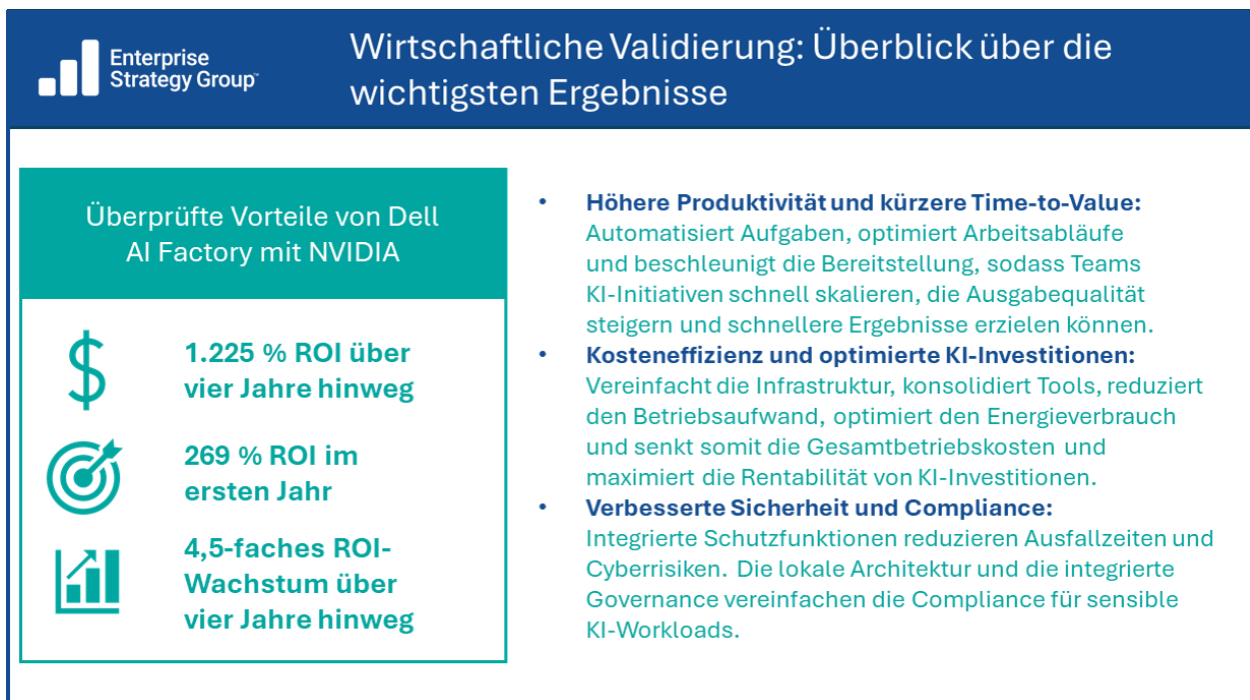 Enterprise
Strategy Group™
Wirtschaftliche Validierung: Überblick über die
wichtigsten Ergebnisse
Überprüfte Vorteile von Dell
AI Factory mit NVIDIA
1.225 % ROI über
vier Jahre hinweg
269 % ROI im
ersten Jahr
4,5-faches ROI-
Wachstum über
vier Jahre hinweg
• Höhere Produktivität und kürzere Time-to-Value:
Automatisiert Aufgaben, optimiert Arbeitsabläufe
und beschleunigt die Bereitstellung, sodass Teams
KI-Initiativen schnell skalieren, die Ausgabequalität
steigern und schnellere Ergebnisse erzielen können.
• Kosteneffizienz und optimierte KI-Investitionen:
Vereinfacht die Infrastruktur, konsolidiert Tools, reduziert
den Betriebsaufwand, optimiert den Energieverbrauch
und senkt somit die Gesamtbetriebskosten und
maximiert die Rentabilität von KI-Investitionen.
• Verbesserte Sicherheit und Compliance:
Integrierte Schutzfunktionen reduzieren Ausfallzeiten und
Cyberrisiken. Die lokale Architektur und die integrierte
Governance vereinfachen die Compliance für sensible
KI-Workloads.